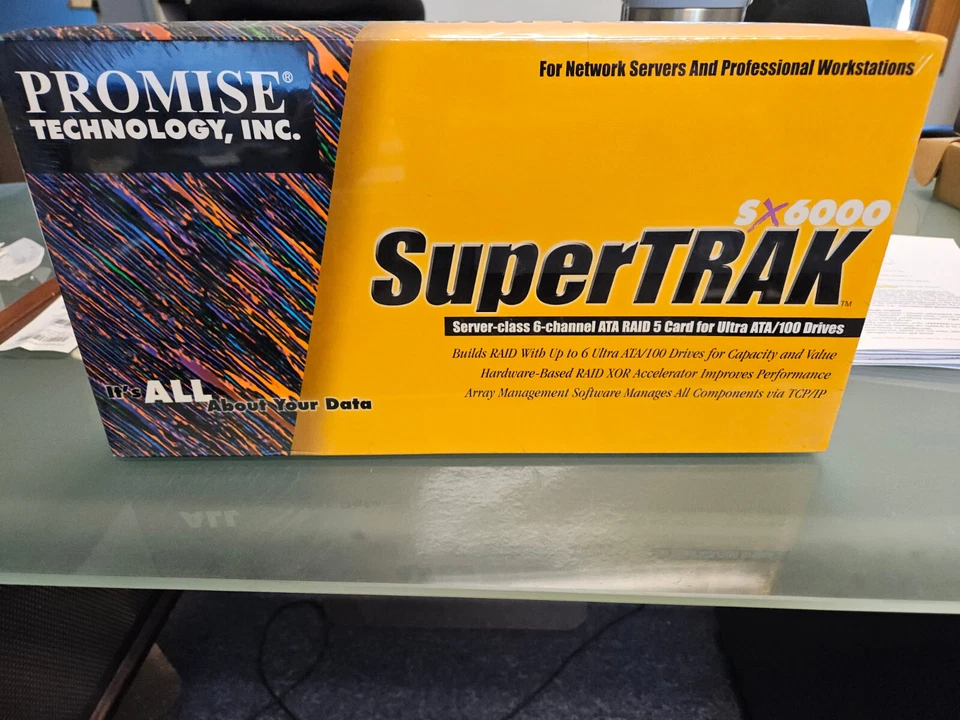 PROMISE®
TECHNOLOGY, INC.
For Network Servers And Professional Workstations
SX6000
SuperTRAK™
Server-class 6-channel ATA RAID 5 Card for Ultra ATA/100 Drives
Builds RAID With Up to 6 Ultra ATA/100 Drives for Capacity and Value
Hardware-Based RAID XOR Accelerator Improves Performance
Array Management Software Manages All Components via TCP/IP
It's ALL About Your Data